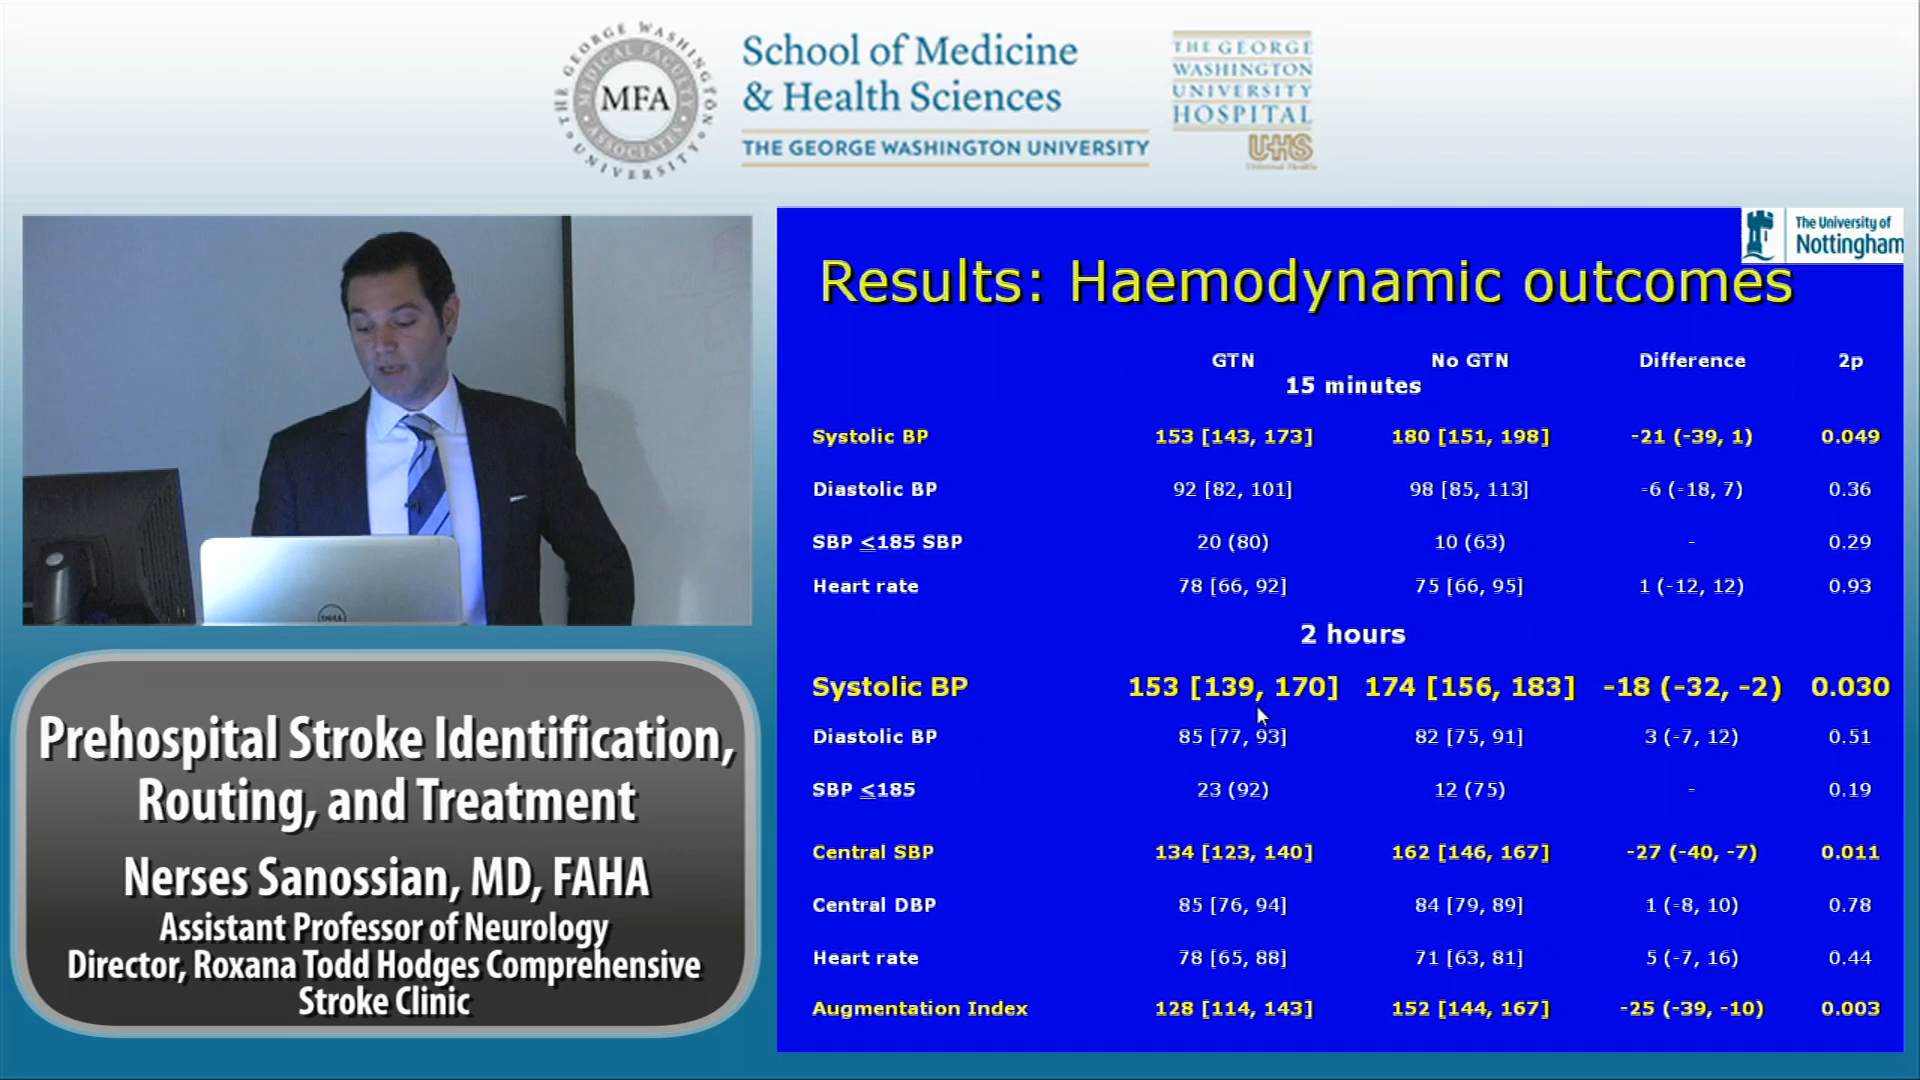 THE GEORGE WASHINGTON UNIVERSITY
MEDICAL FACULTY ASSOCIATES
MFA
School of Medicine
& Health Sciences
THE GEORGE WASHINGTON UNIVERSITY
THE GEORGE
WASHINGTON
UNIVERSITY
HOSPITAL
UHS
Universal Health
The University of
Nottingham
Results: Haemodynamic outcomes
GTN No GTN Difference 2p
15 minutes
Systolic BP 153 [143, 173] 180 [151, 198] -21 (-39, 1) 0.049
Diastolic BP 92 [82, 101] 98 [85, 113] -6 (-18, 7) 0.36
SBP ≤185 SBP 20 (80) 10 (63) - 0.29
Heart rate 78 [66, 92] 75 [66, 95] 1 (-12, 12) 0.93
2 hours
Systolic BP 153 [139, 170] 174 [156, 183] -18 (-32, -2) 0.030
Diastolic BP 85 [77, 93] 82 [75, 91] 3 (-7, 12) 0.51
SBP ≤185 23 (92) 12 (75) - 0.19
Central SBP 134 [123, 140] 162 [146, 167] -27 (-40, -7) 0.011
Central DBP 85 [76, 94] 84 [79, 89] 1 (-8, 10) 0.78
Heart rate 78 [65, 88] 71 [63, 81] 5 (-7, 16) 0.44
Augmentation Index 128 [114, 143] 152 [144, 167] -25 (-39, -10) 0.003
DELL
Prehospital Stroke Identification,
Routing, and Treatment
Nerses Sanossian, MD, FAHA
Assistant Professor of Neurology
Director, Roxana Todd Hodges Comprehensive
Stroke Clinic